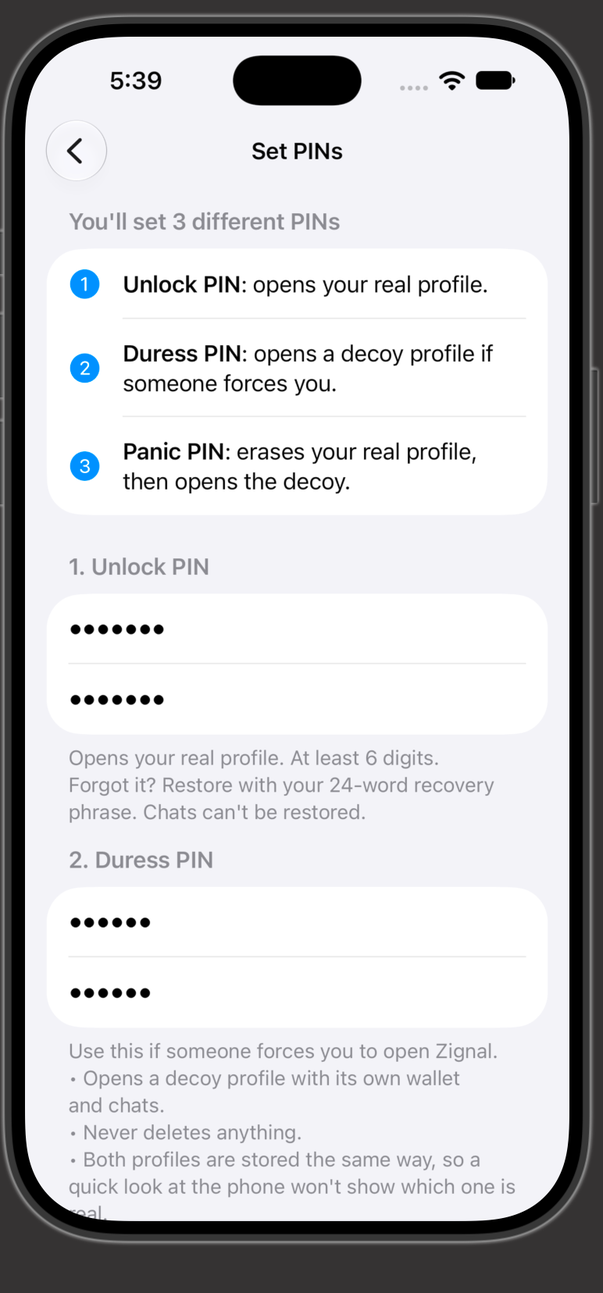 5:39
Set PINs
You'll set 3 different PINs
1 Unlock PIN: opens your real profile.
2 Duress PIN: opens a decoy profile if
someone forces you.
3 Panic PIN: erases your real profile,
then opens the decoy.
1. Unlock PIN
•••••••
•••••••
Opens your real profile. At least 6 digits.
Forgot it? Restore with your 24-word recovery
phrase. Chats can't be restored.
2. Duress PIN
••••••
••••••
Use this if someone forces you to open Zignal.
• Opens a decoy profile with its own wallet
and chats.
• Never deletes anything.
• Both profiles are stored the same way, so a
quick look at the phone won't show which one is
real.